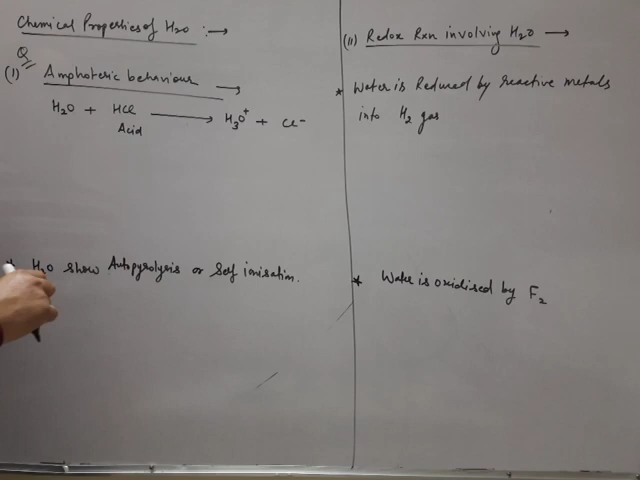 Chemical Properties of H₂O :→
Q
(1) Amphoteric behaviour →
H₂O + HCl → H₃O⁺ + Cl⁻
Acid
* H₂O show Autopyrolysis or Self ionisation.
(11) Redox Rxn involving H₂O →
* Water is Reduced by reactive metals
into H₂ gas
* Water is oxidised by F₂